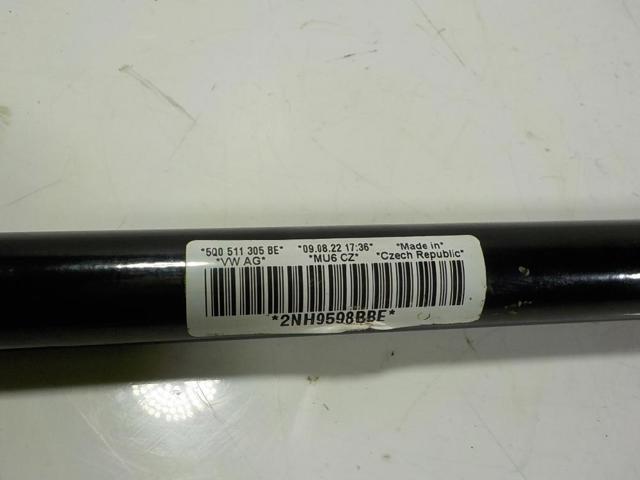 *5Q0 511 305 BE* *09.08.22 17:36* *Made in*
*VW AG* *MU6 CZ* *Czech Republic*
*2NH9598BBE*